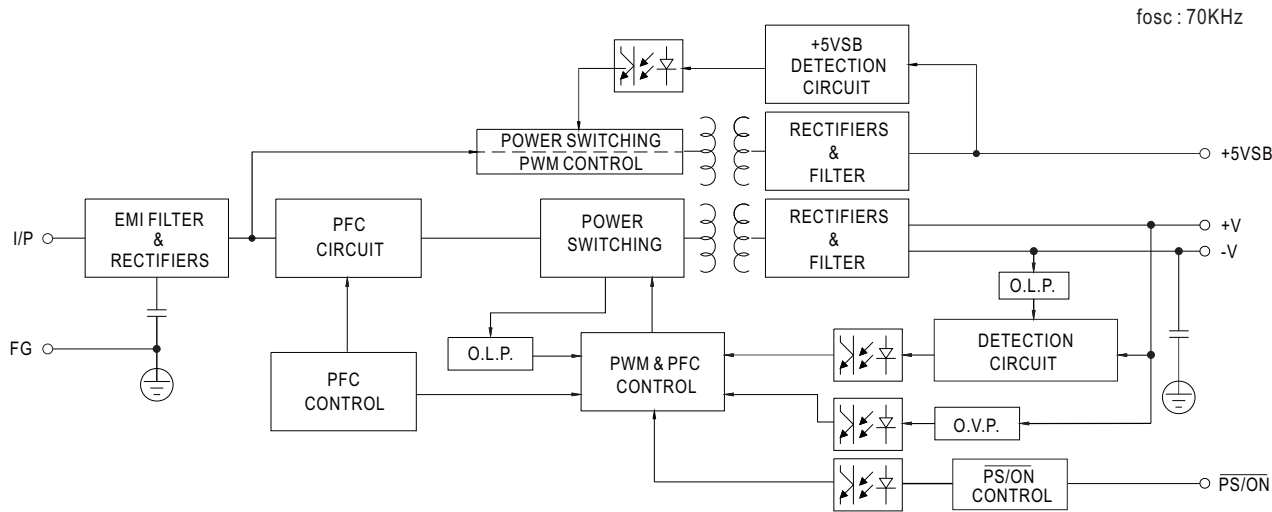 fosc : 70KHz
+5VSB
DETECTION
CIRCUIT
POWER SWITCHING
PWM CONTROL
RECTIFIERS
&
FILTER
+5VSB
I/P
EMI FILTER
&
RECTIFIERS
PFC
CIRCUIT
POWER
SWITCHING
RECTIFIERS
&
FILTER
+V
-V
O.L.P.
FG
O.L.P.
PFC
CONTROL
PWM & PFC
CONTROL
DETECTION
CIRCUIT
O.V.P.
PS/ON
CONTROL
PS/ON